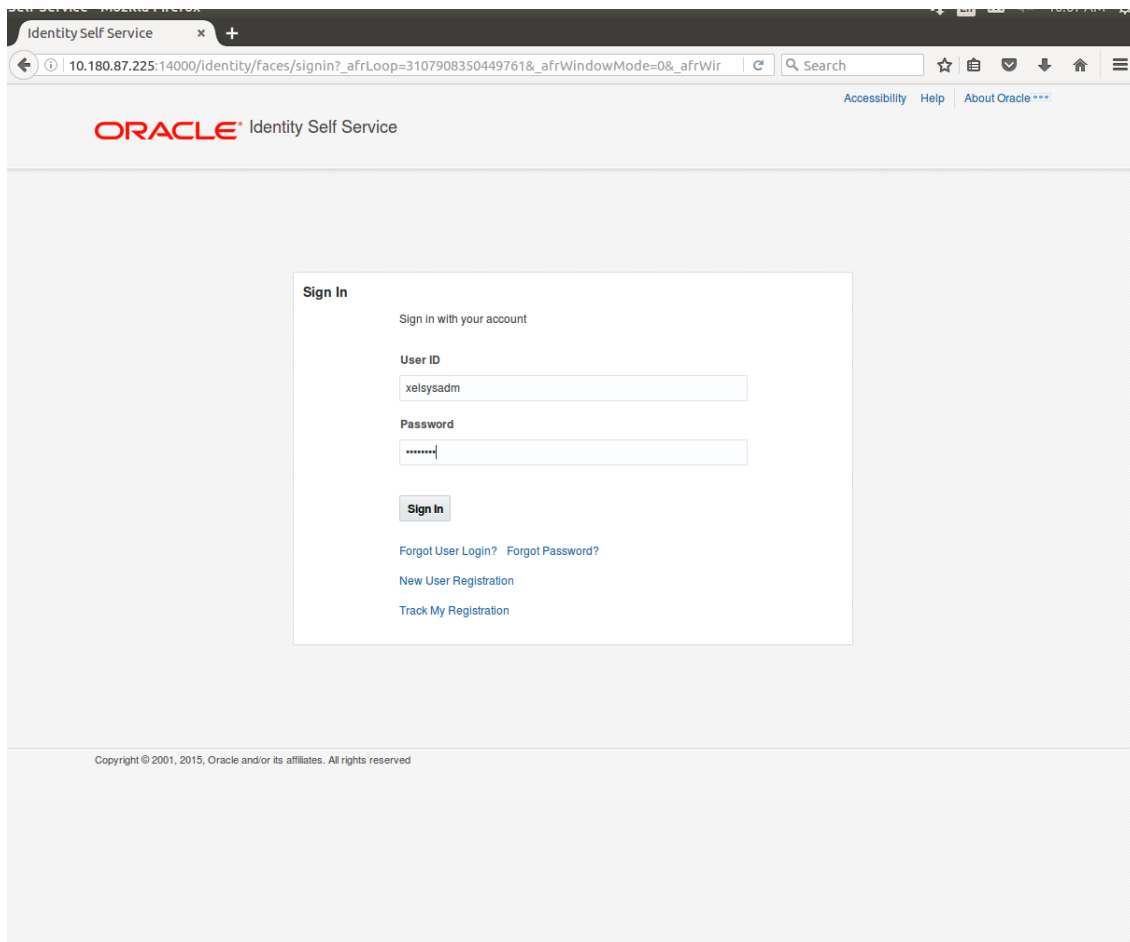 Identity Self Service × +
10.180.87.225:14000/identity/faces/signin?_afrLoop=3107908350449761&_afrWindowMode=0&_afrWir Search
Accessibility Help About Oracle
ORACLE Identity Self Service
Sign In
Sign in with your account
User ID
xelsysadm
Password
••••••••
Sign In
Forgot User Login? Forgot Password?
New User Registration
Track My Registration
Copyright © 2001, 2015, Oracle and/or its affiliates. All rights reserved